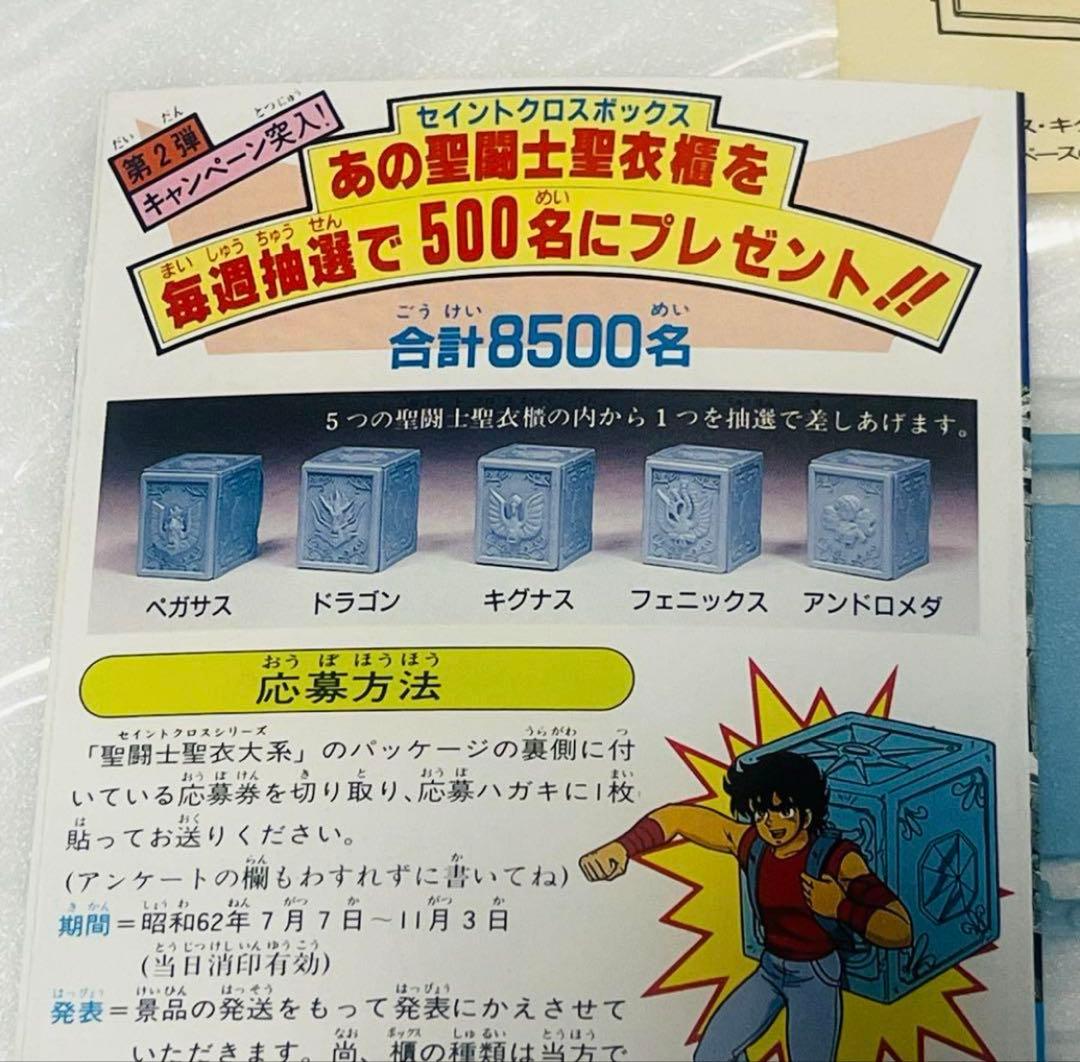 第2弾
キャンペーン突入!
セイントクロスボックス
あの聖闘士聖衣櫃を
毎週抽選で500名にプレゼント!!
合計8500名
5つの聖闘士聖衣櫃の内から1つを抽選で差しあげます。
ペガサス
ドラゴン
キグナス
フェニックス
アンドロメダ
応募方法
「聖闘士聖衣大系」のパッケージの裏側に付
いている応募券を切り取り、応募ハガキに1枚
貼ってお送りください。
(アンケートの欄もわすれずに書いてね)
期間=昭和62年7月7日~11月3日
(当日消印有効)
発表=景品の発送をもって発表にかえさせて
いただきます。尚、櫃の種類は当方で